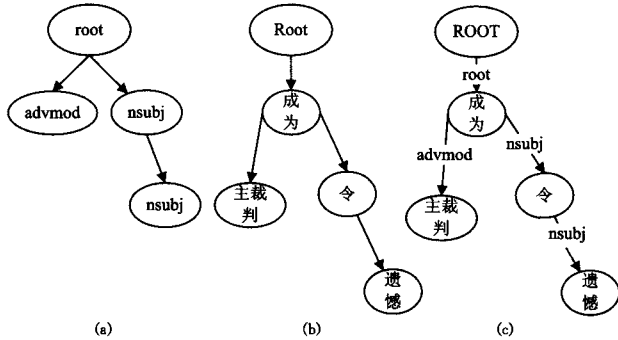 root
advmod
nsubj
nsubj
(a)
Root
成
为
主裁
判
令
遗
憾
(b)
ROOT
root
成
为
advmod
nsubj
主裁
判
令
nsubj
遗
憾
(c)